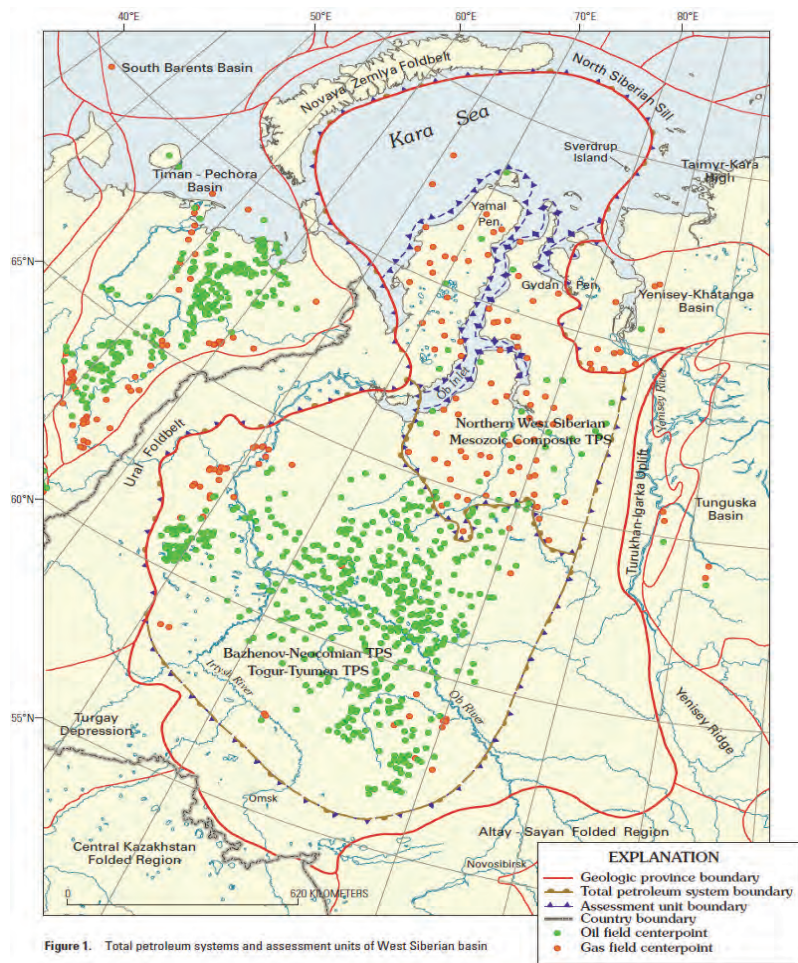 40°E
50°E
60°E
70°E
80°E
South Barents Basin
Novaya Zemlya Foldbelt
North Siberian Sill
Kara Sea
Sverdrup
Island
Taimyr-Kara
High
Timan - Pechora
Basin
Yamal
Pen.
65°N
Gydan Pen.
Yenisey-Khatanga
Basin
Ob Inlet
Yenisey River
Northern West Siberian
Mesozoic Composite TPS
Ural Foldbelt
60°N
Turukhan-Igarka Uplift
Tunguska
Basin
Bazhenov-Neocomian TPS
Togur-Tyumen TPS
Irtysh River
Ob River
55°N
Turgay
Depression
Yenisey Ridge
Omsk
Altay - Sayan Folded Region
Central Kazakhstan
Folded Region
Novosibirsk
0
620 KILOMETERS
EXPLANATION
Geologic province boundary
Total petroleum system boundary
Assessment unit boundary
Country boundary
Oil field centerpoint
Gas field centerpoint
Figure 1. Total petroleum systems and assessment units of West Siberian basin